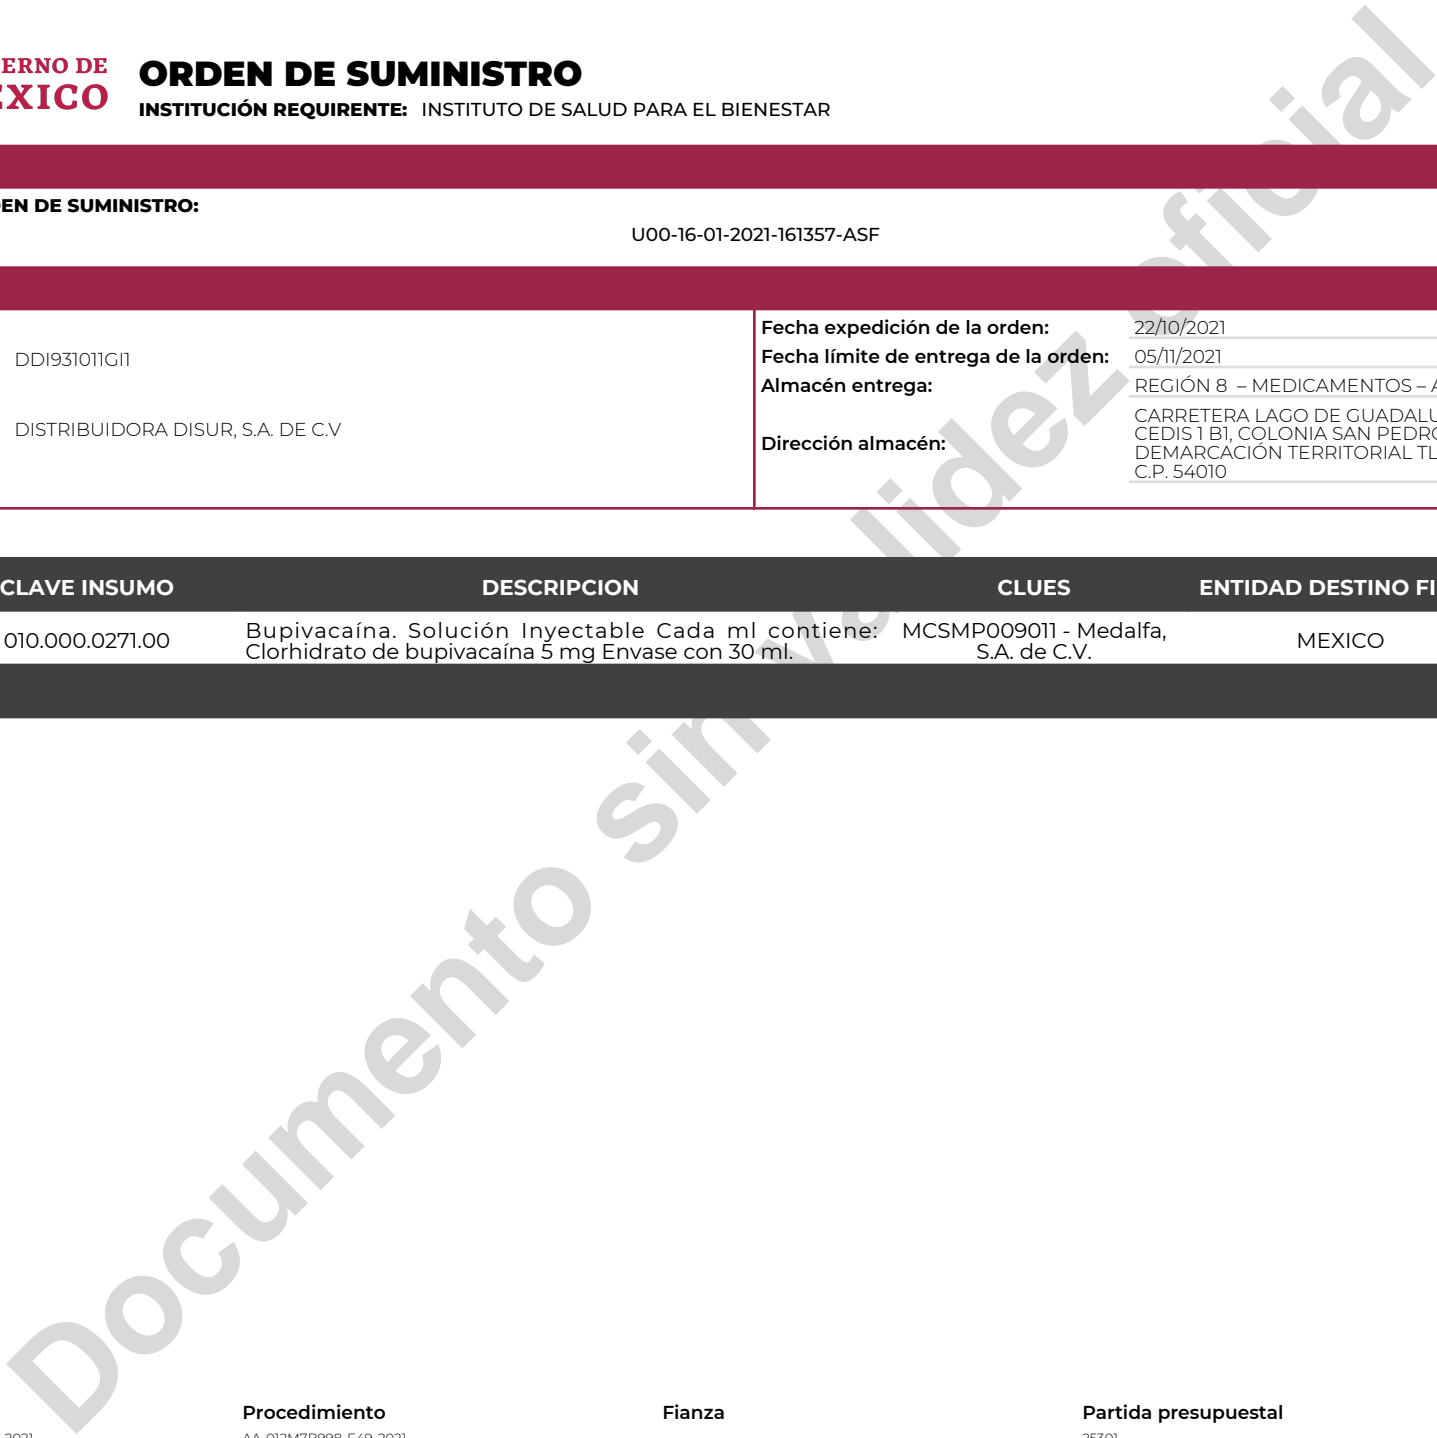 ERNO DE
ORDEN DE SUMINISTRO
INSTITUCIÓN REQUIRENTE: INSTITUTO DE SALUD PARA EL BIENESTAR
EN DE SUMINISTRO:
U00-16-01-2021-161357-ASF
DDI931011GI1
DISTRIBUIDORA DISUR, S.A. DE C.V
Fecha expedición de la orden: 22/10/2021
Fecha límite de entrega de la orden: 05/11/2021
Almacén entrega: REGIÓN 8 – MEDICAMENTOS – A
Dirección almacén:
CARRETERA LAGO DE GUADALU
CEDIS 1 B1, COLONIA SAN PEDRO
DEMARCACIÓN TERRITORIAL TL
C.P. 54010
CLAVE INSUMO DESCRIPCION CLUES ENTIDAD DESTINO FI
010.000.0271.00
Bupivacaína. Solución Inyectable Cada ml contiene:
Clorhidrato de bupivacaína 5 mg Envase con 30 ml.
MCSMP009011 - Medalfa,
S.A. de C.V.
MEXICO
Documento sin validez oficial
Procedimiento Fianza Partida presupuestal